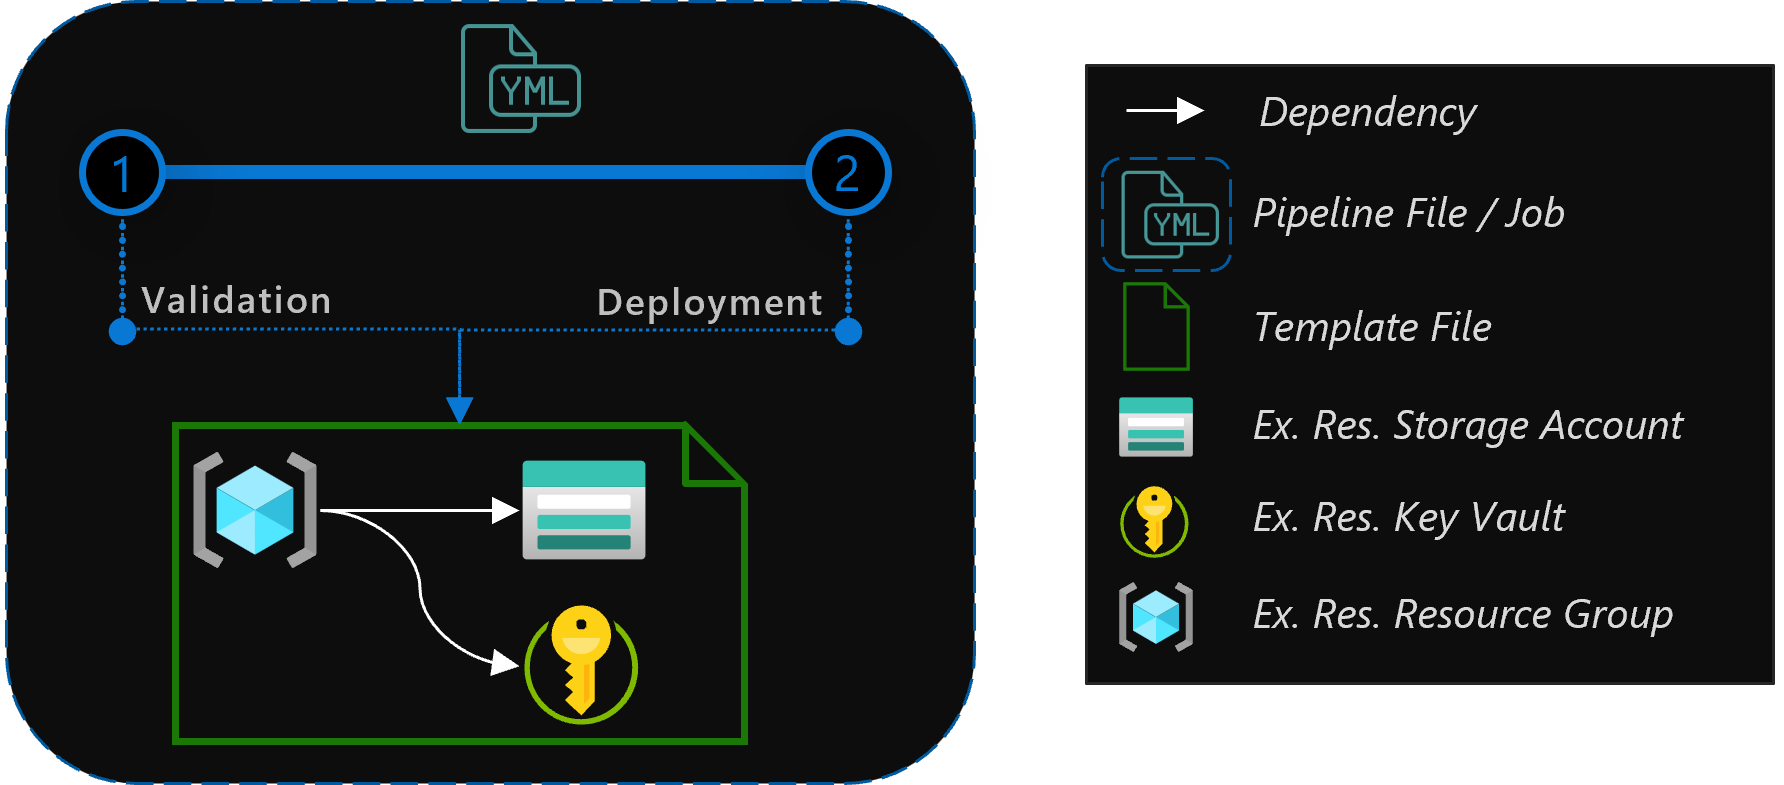 YML
1
2
Validation
Deployment
Dependency
YML
Pipeline File / Job
Template File
Ex. Res. Storage Account
Ex. Res. Key Vault
Ex. Res. Resource Group